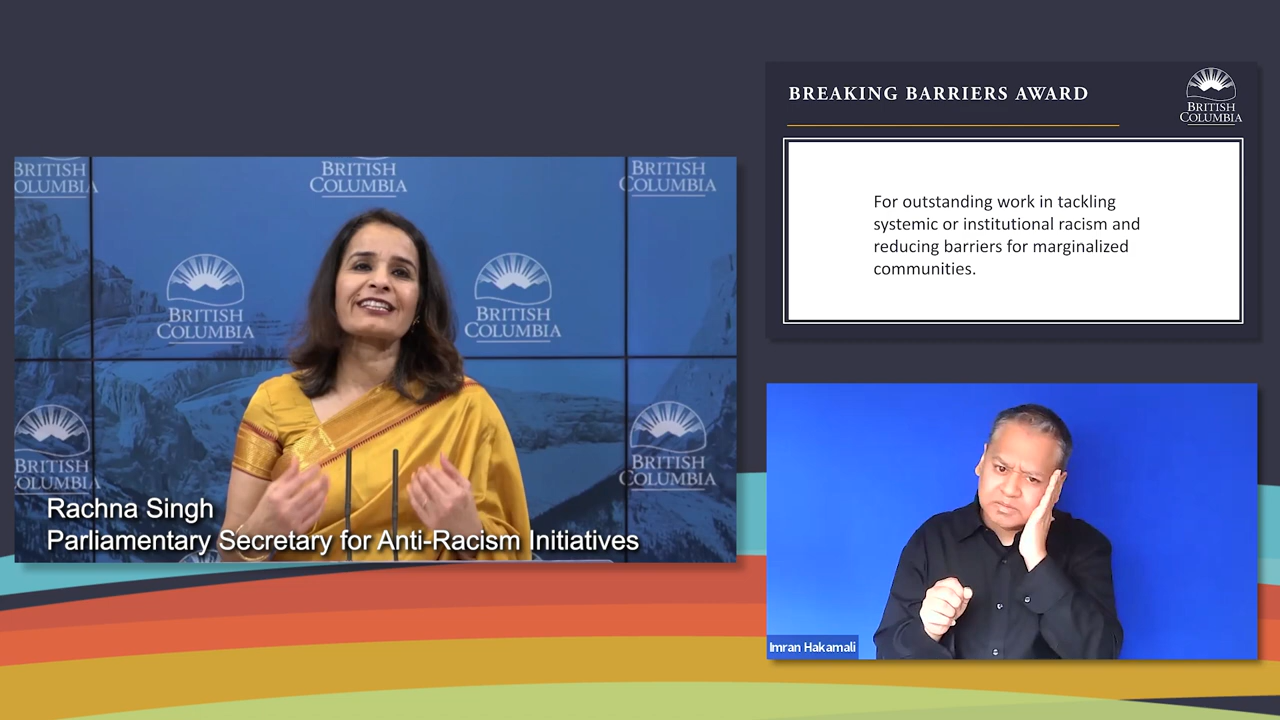 BREAKING BARRIERS AWARD
BRITISH
COLUMBIA
For outstanding work in tackling
systemic or institutional racism and
reducing barriers for marginalized
communities.
BRITISH
COLUMBIA
BRITISH
COLUMBIA
BRITISH
COLUMBIA
BRITISH
COLUMBIA
BRITISH
COLUMBIA
BRITISH
COLUMBIA
BRITISH
COLUMBIA
Rachna Singh
Parliamentary Secretary for Anti-Racism Initiatives
Imran Hakamali